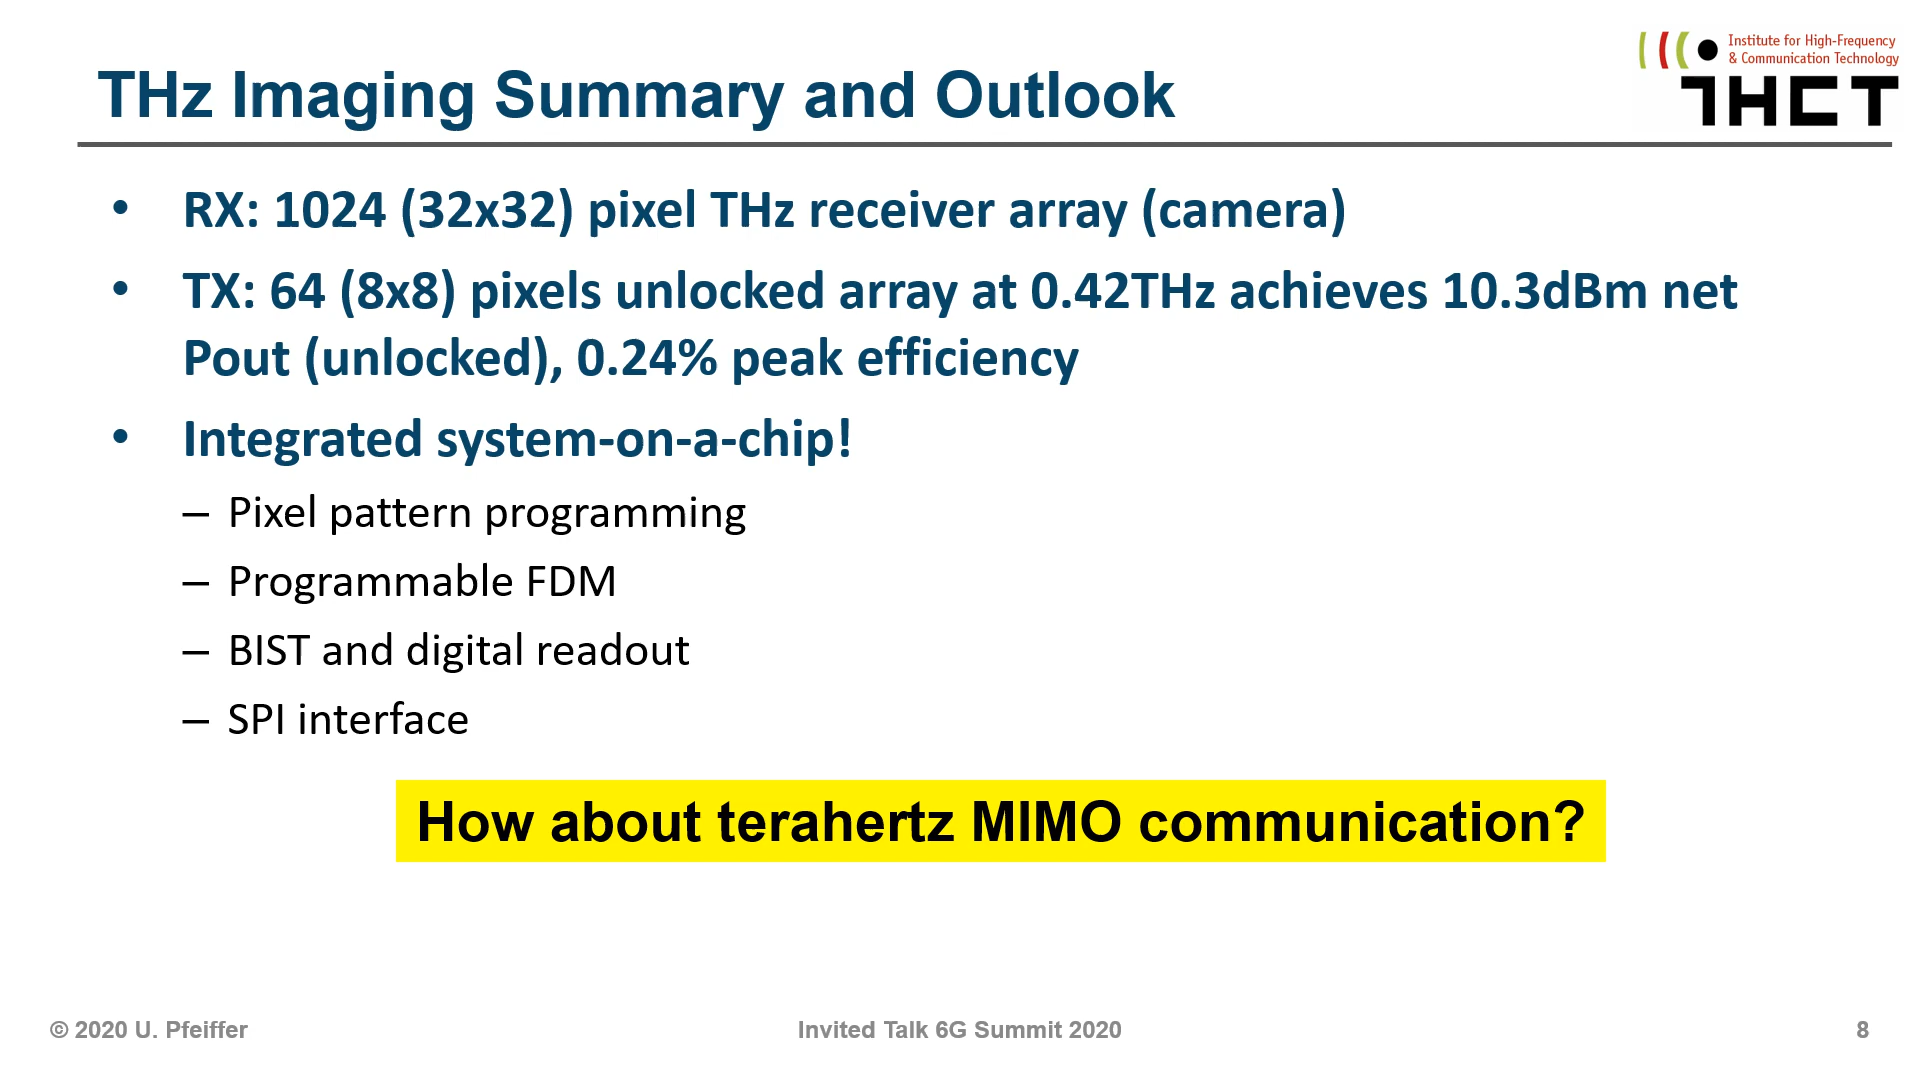 THz Imaging Summary and Outlook
Institute for High-Frequency
& Communication Technology
IHCT
• RX: 1024 (32x32) pixel THz receiver array (camera)
• TX: 64 (8x8) pixels unlocked array at 0.42THz achieves 10.3dBm net
Pout (unlocked), 0.24% peak efficiency
• Integrated system-on-a-chip!
– Pixel pattern programming
– Programmable FDM
– BIST and digital readout
– SPI interface
How about terahertz MIMO communication?
© 2020 U. Pfeiffer
Invited Talk 6G Summit 2020
8